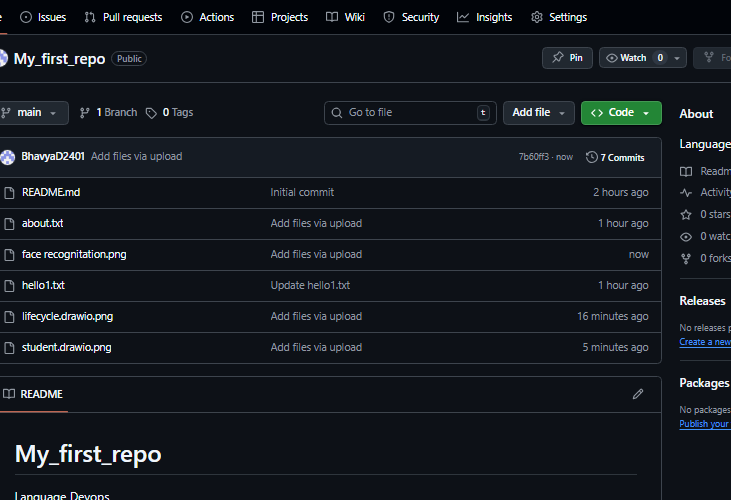 Issues Pull requests Actions Projects Wiki Security Insights Settings
My_first_repo Public Pin Watch 0
main 1 Branch 0 Tags Go to file t Add file Code About
BhavyaD2401 Add files via upload 7b60ff3 · now 7 Commits Language
README.md Initial commit 2 hours ago
about.txt Add files via upload 1 hour ago
face recognitation.png Add files via upload now
hello1.txt Update hello1.txt 1 hour ago
lifecycle.drawio.png Add files via upload 16 minutes ago
student.drawio.png Add files via upload 5 minutes ago
Readm
Activity
0 stars
0 watc
0 forks
Releases
No releases p
Create a new
Packages
No packages
Publish your
README
My_first_repo
Language Devops